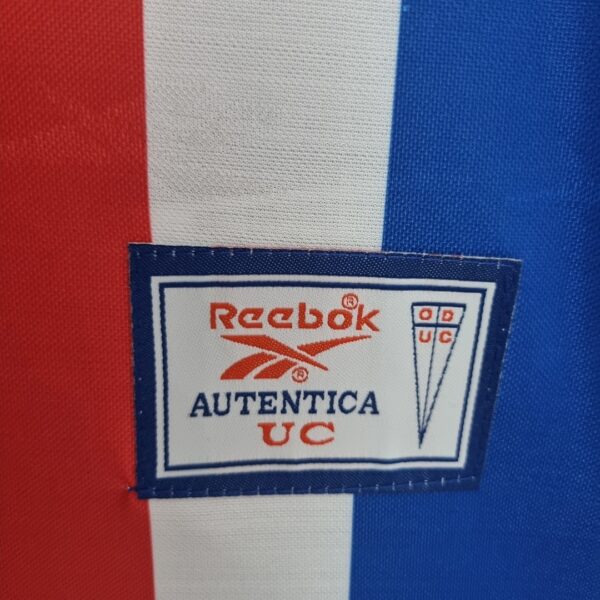 Reebok®
®
AUTENTICA
UC
O D
U C